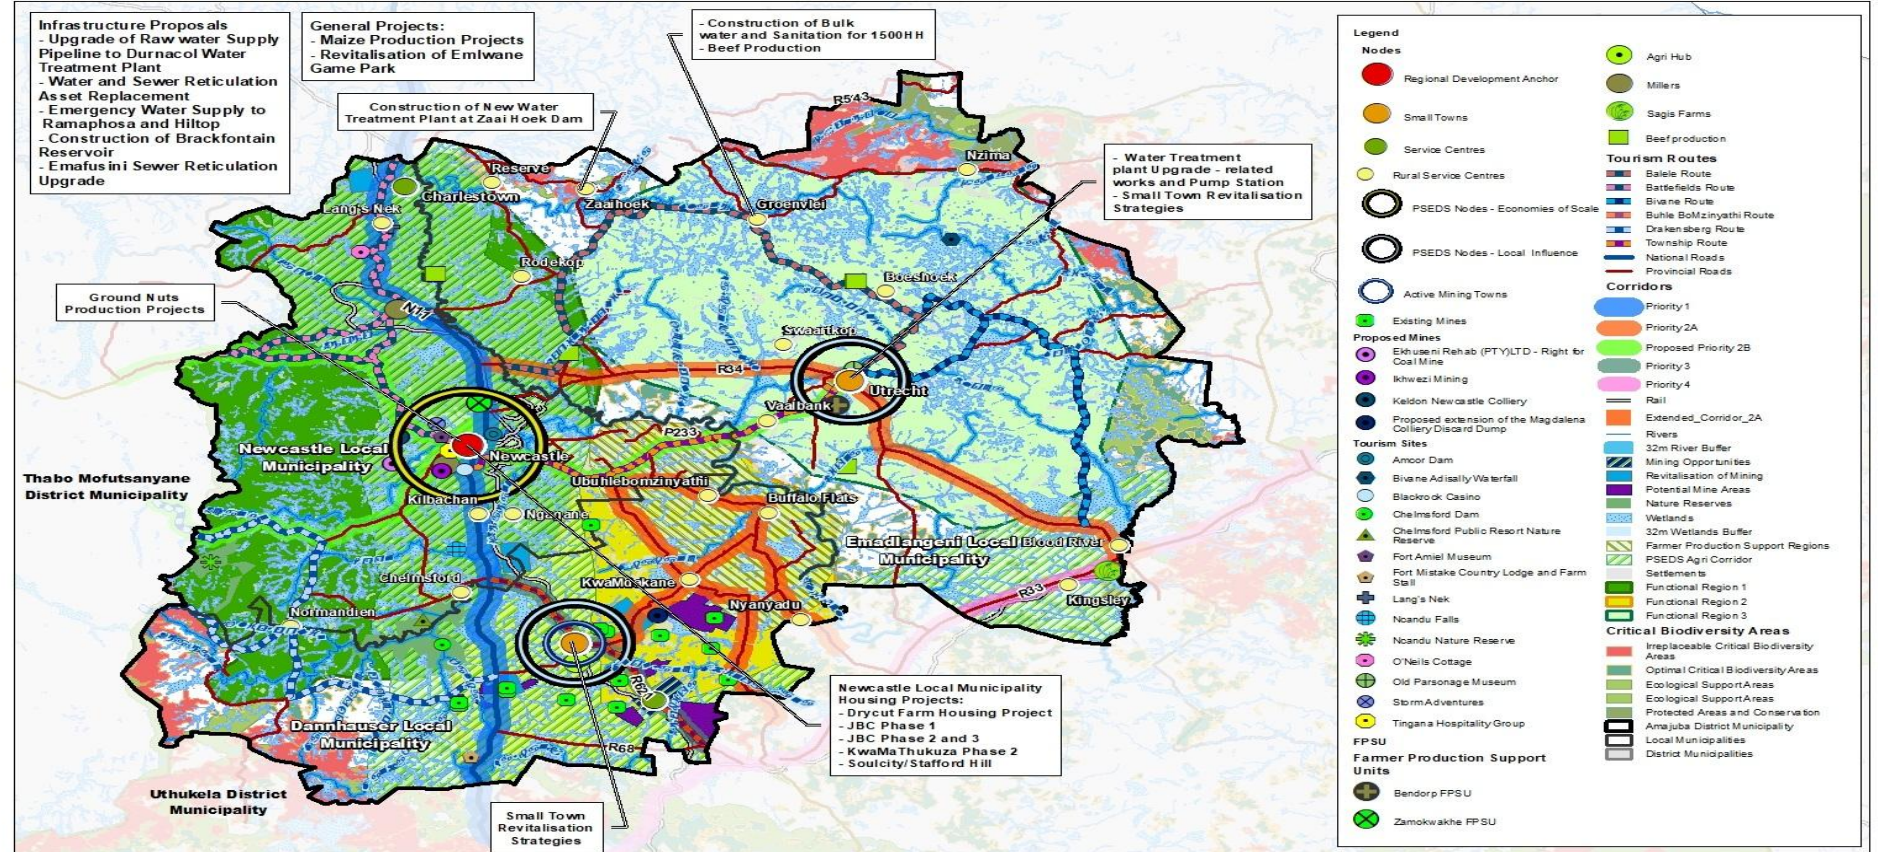 Infrastructure Proposals
- Upgrade of Raw water Supply
Pipeline to Durnacol Water
Treatment Plant
- Water and Sewer Reticulation
Asset Replacement
- Emergency Water Supply to
Ramaphosa and Hiltop
- Construction of Brackfontain
Reservoir
- Emafusini Sewer Reticulation
Upgrade
General Projects:
- Maize Production Projects
- Revitalisation of Emlwane
Game Park
- Construction of Bulk
water and Sanitation for 1500HH
- Beef Production
Construction of New Water
Treatment Plant at Zaai Hoek Dam
- Water Treatment
plant Upgrade - related
works and Pump Station
- Small Town Revitalisation
Strategies
Ground Nuts
Production Projects
R543
Nzima
Reserve
Charlestown
Zaaihoek
Groenvlei
Lang's Nek
Rodekop
Boeshoek
N11
Swaartkop
R34
Utrecht
Vaalbank
P233
Newcastle Local
Municipality
Newcastle
Thabo Mofutsanyane
District Municipality
Ubuhlebomzinyathi
Kilbachan
Buffalo Flats
Emadlangeni Local
Municipality
Blood River
Chelmsford
Nyanyadu
R33
Kingsley
Normandien
Dannhauser Local
Municipality
R68
Uthukela District
Municipality
Newcastle Local Municipality
Housing Projects:
- Drycut Farm Housing Project
- JBC Phase 1
- JBC Phase 2 and 3
- KwaMaThukuza Phase 2
- Soulcity/Stafford Hill
Small Town
Revitalisation
Strategies
Legend
Nodes
Regional Development Anchor
Small Towns
Service Centres
Rural Service Centres
PSEDS Nodes - Economies of Scale
PSEDS Nodes - Local Influence
Active Mining Towns
Existing Mines
Proposed Mines
Ekhuseni Rehab (PTY)LTD - Right for
Coal Mine
Ikhwezi Mining
Keldon Newcastle Colliery
Proposed extension of the Magdalena
Colliery Discard Dump
Tourism Sites
Amcor Dam
Bivane Adisally Waterfall
Blackrock Casino
Chelmsford Dam
Chelmsford Public Resort Nature
Reserve
Fort Amiel Museum
Fort Mistake Country Lodge and Farm
Stall
Lang's Nek
Ncandu Falls
Ncandu Nature Reserve
O'Neils Cottage
Old Parsonage Museum
Storm Adventures
Tingana Hospitality Group
FPSU
Farmer Production Support
Units
Bendorp FPSU
Zamokwakhe FPSU
Agri Hub
Millers
Sagis Farms
Beef production
Tourism Routes
Balele Route
Battlefields Route
Bivane Route
Buhle BoMzinyathi Route
Drakensberg Route
Township Route
National Roads
Provincial Roads
Corridors
Priority 1
Priority 2A
Proposed Priority 2B
Priority 3
Priority 4
Rail
Extended_Corridor_2A
Rivers
32m River Buffer
Mining Opportunities
Revitalisation of Mining
Potential Mine Areas
Nature Reserves
Wetlands
32m Wetlands Buffer
Farmer Production Support Regions
PSEDS Agri Corridor
Settlements
Functional Region 1
Functional Region 2
Functional Region 3
Critical Biodiversity Areas
Irreplaceable Critical Biodiversity
Areas
Optimal Critical Biodiversity Areas
Ecological Support Areas
Ecological Support Areas
Protected Areas and Conservation
Amajuba District Municipality
Local Municipalities
District Municipalities